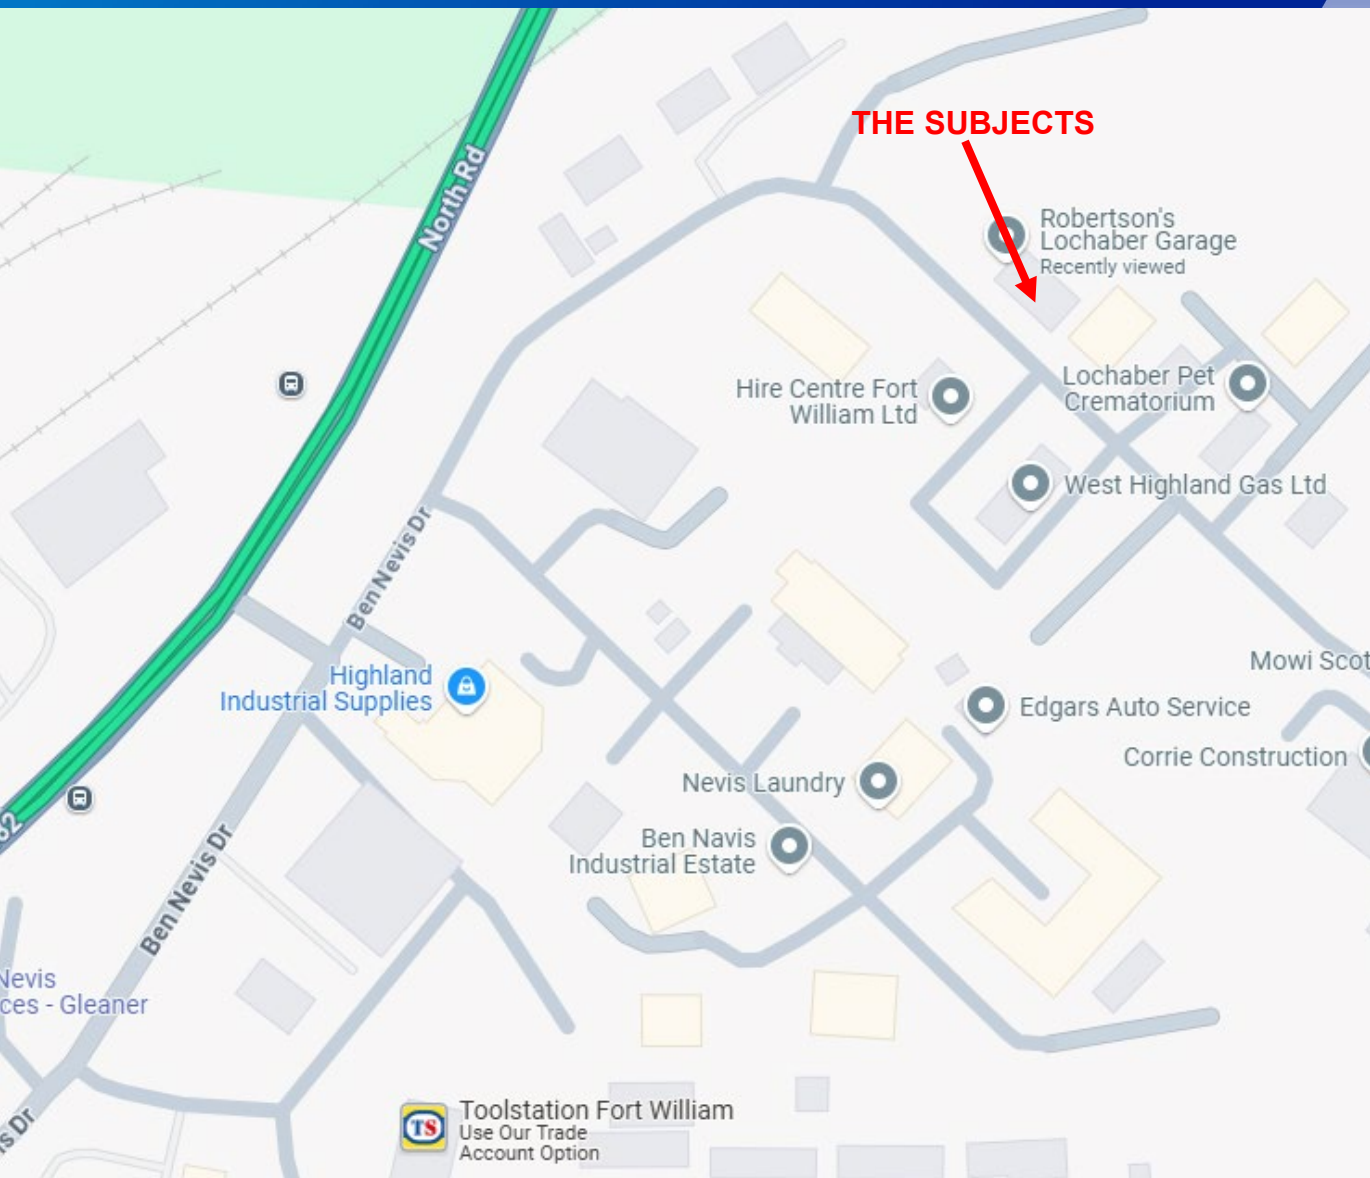 THE SUBJECTS
North Rd
Robertson's
Lochaber Garage
Recently viewed
Hire Centre Fort
William Ltd
Lochaber Pet
Crematorium
West Highland Gas Ltd
Ben Nevis Dr
Highland
Industrial Supplies
Mowi Scot
Edgars Auto Service
Corrie Construction
Nevis Laundry
Ben Navis
Industrial Estate
82
Ben Nevis Dr
Nevis
ces - Gleaner
s Dr
TS
Toolstation Fort William
Use Our Trade
Account Option